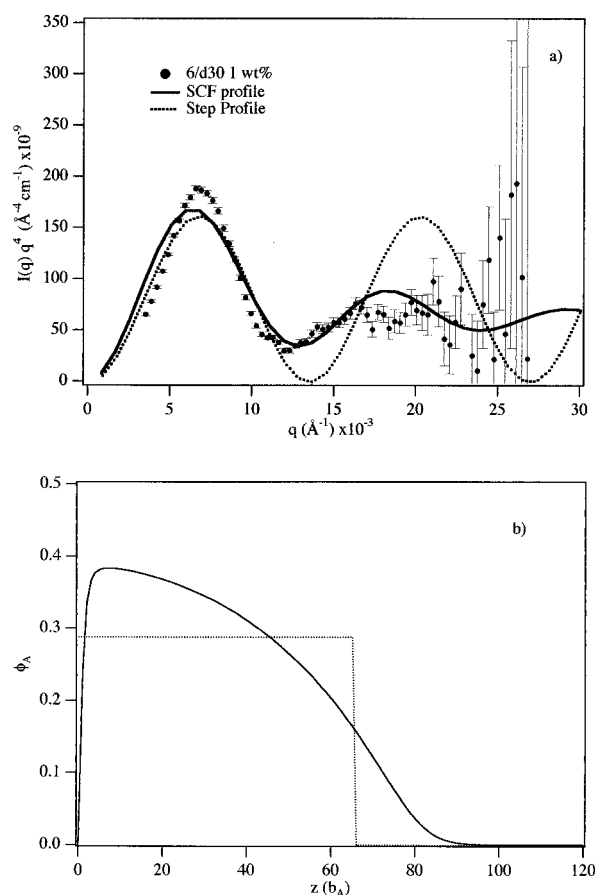 350
300
250
200
150
100
50
0
I(q) q⁴ (Å⁻⁴ cm⁻¹) x10⁻⁹
a)
6/d30 1 wt%
SCF profile
Step Profile
0 5 10 15 20 25 30
q (Å⁻¹) x10⁻³
0.5
0.4
0.3
0.2
0.1
0.0
ϕ_A
b)
0 20 40 60 80 100 120
z (b_A)